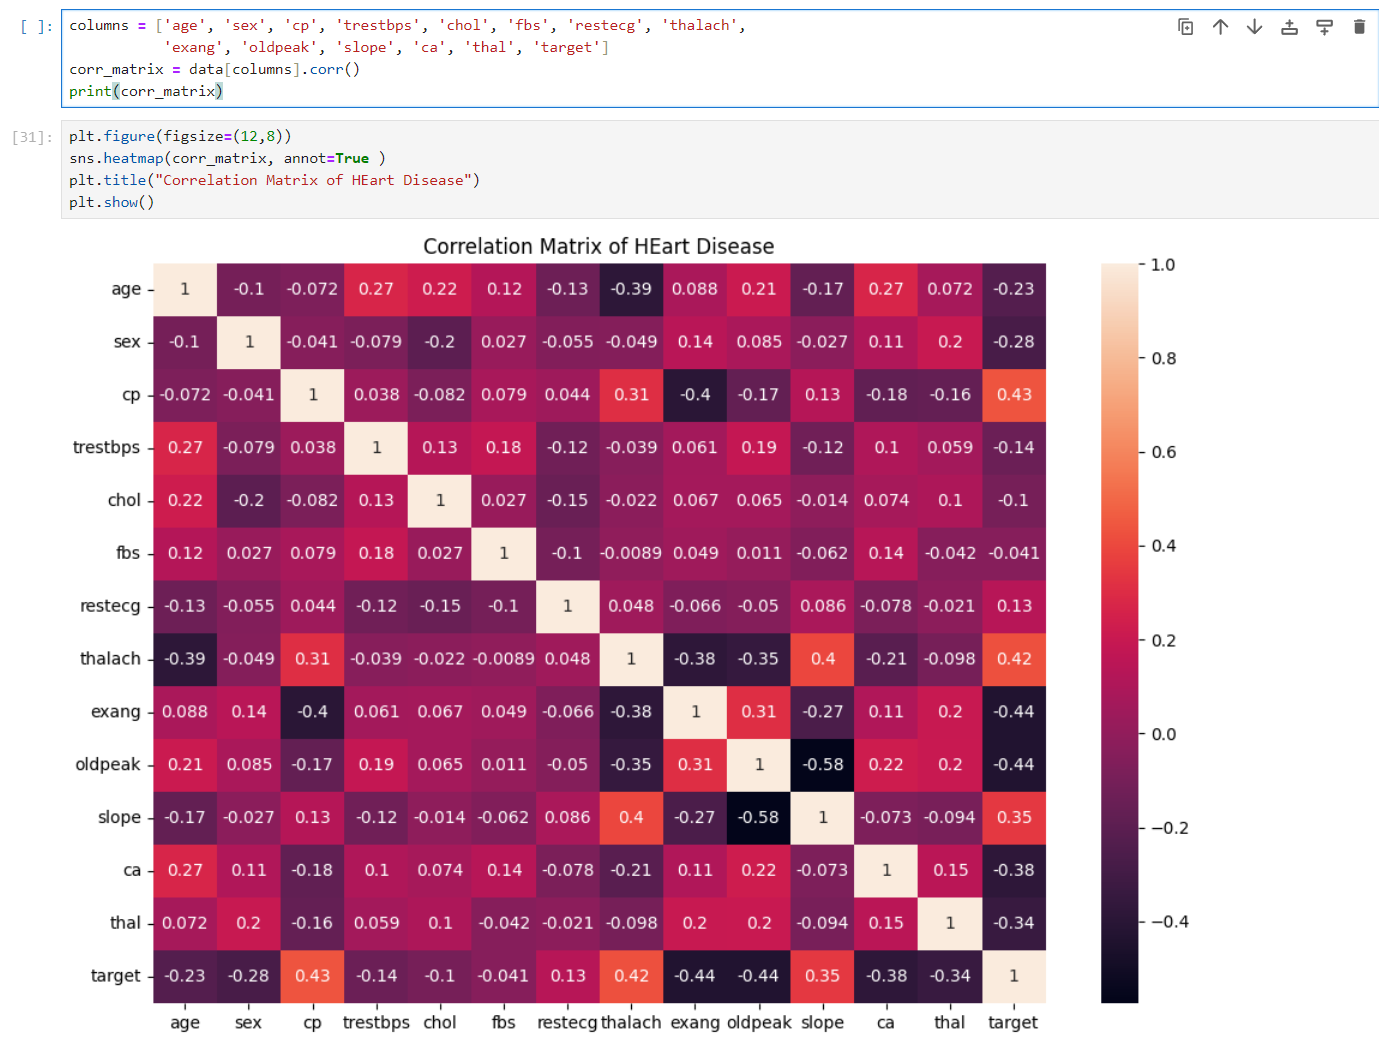 [ ]: columns = ['age', 'sex', 'cp', 'trestbps', 'chol', 'fbs', 'restecg', 'thalach',
'exang', 'oldpeak', 'slope', 'ca', 'thal', 'target']
corr_matrix = data[columns].corr()
print(corr_matrix)
[31]: plt.figure(figsize=(12,8))
sns.heatmap(corr_matrix, annot=True )
plt.title("Correlation Matrix of HEart Disease")
plt.show()
Correlation Matrix of HEart Disease
age 1 -0.1 -0.072 0.27 0.22 0.12 -0.13 -0.39 0.088 0.21 -0.17 0.27 0.072 -0.23
sex -0.1 1 -0.041 -0.079 -0.2 0.027 -0.055 -0.049 0.14 0.085 -0.027 0.11 0.2 -0.28
cp -0.072 -0.041 1 0.038 -0.082 0.079 0.044 0.31 -0.4 -0.17 0.13 -0.18 -0.16 0.43
trestbps 0.27 -0.079 0.038 1 0.13 0.18 -0.12 -0.039 0.061 0.19 -0.12 0.1 0.059 -0.14
chol 0.22 -0.2 -0.082 0.13 1 0.027 -0.15 -0.022 0.067 0.065 -0.014 0.074 0.1 -0.1
fbs 0.12 0.027 0.079 0.18 0.027 1 -0.1 -0.0089 0.049 0.011 -0.062 0.14 -0.042 -0.041
restecg -0.13 -0.055 0.044 -0.12 -0.15 -0.1 1 0.048 -0.066 -0.05 0.086 -0.078 -0.021 0.13
thalach -0.39 -0.049 0.31 -0.039 -0.022 -0.0089 0.048 1 -0.38 -0.35 0.4 -0.21 -0.098 0.42
exang 0.088 0.14 -0.4 0.061 0.067 0.049 -0.066 -0.38 1 0.31 -0.27 0.11 0.2 -0.44
oldpeak 0.21 0.085 -0.17 0.19 0.065 0.011 -0.05 -0.35 0.31 1 -0.58 0.22 0.2 -0.44
slope -0.17 -0.027 0.13 -0.12 -0.014 -0.062 0.086 0.4 -0.27 -0.58 1 -0.073 -0.094 0.35
ca 0.27 0.11 -0.18 0.1 0.074 0.14 -0.078 -0.21 0.11 0.22 -0.073 1 0.15 -0.38
thal 0.072 0.2 -0.16 0.059 0.1 -0.042 -0.021 -0.098 0.2 0.2 -0.094 0.15 1 -0.34
target -0.23 -0.28 0.43 -0.14 -0.1 -0.041 0.13 0.42 -0.44 -0.44 0.35 -0.38 -0.34 1
age sex cp trestbps chol fbs restecg thalach exang oldpeak slope ca thal target
1.0
0.8
0.6
0.4
0.2
0.0
−0.2
−0.4